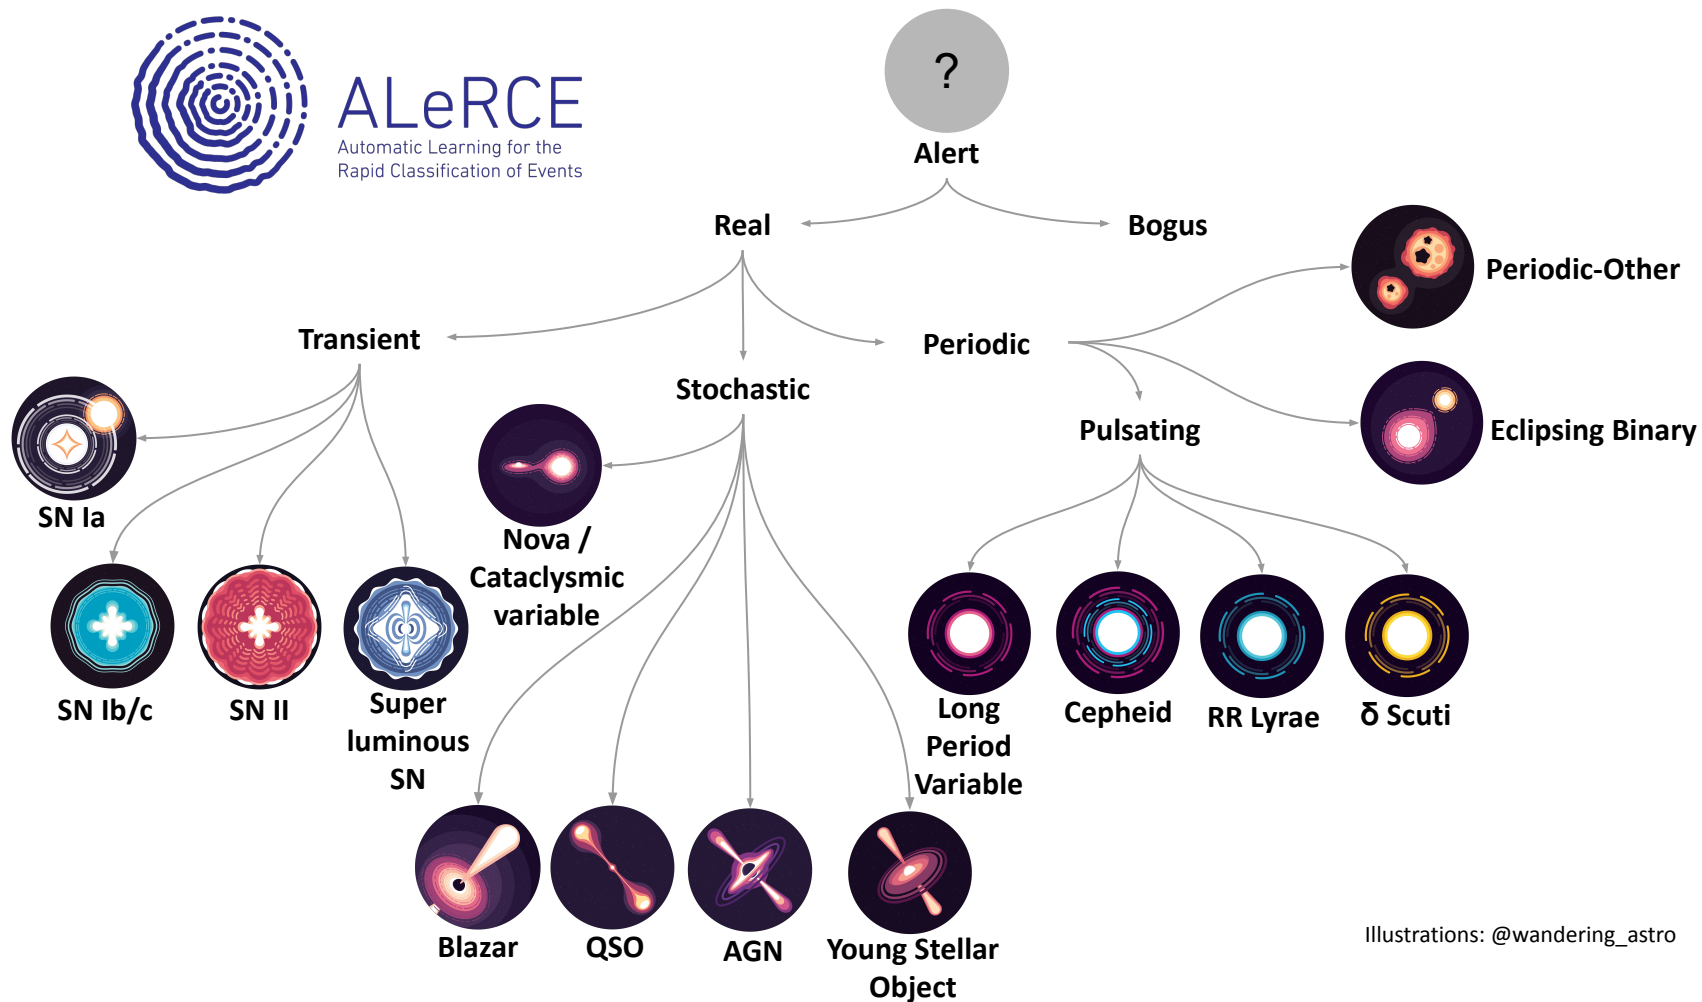 ALeRCE
Automatic Learning for the
Rapid Classification of Events
?
Alert
Real
Bogus
Periodic-Other
Transient
Periodic
Stochastic
Pulsating
Eclipsing Binary
SN Ia
Nova /
Cataclysmic
variable
SN Ib/c
SN II
Super
luminous
SN
Long
Period
Variable
Cepheid
RR Lyrae
δ Scuti
Blazar
QSO
AGN
Young Stellar
Object
Illustrations: @wandering_astro